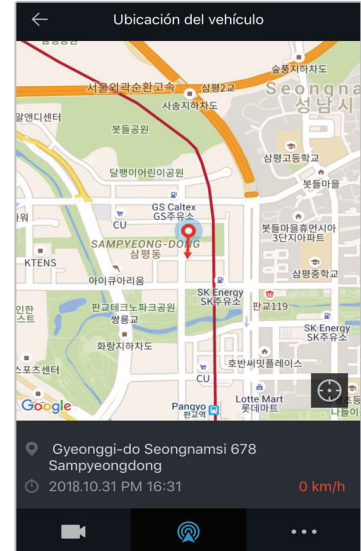 Ubicación del vehículo
서울외곽순환고속
삼평2교
숲풍지하차도
Seongna
성남시
사송지하차도
알앤디센터
봇들공원
삼평고등학교
달팽이어린이공원
봇들마을
GS Caltex
GS주유소
CU
봇들마을휴먼시아
3단지아파트
SAMPYEONG-DONG
삼평동
KTENS
삼평중학교
아이큐아리움
SK Energy
SK주유소
판교테크노파크공원
쌍용교
판교119
SK Energy
SK주유소
화랑지하차도
호반써밋플레이스
스포츠센터
CU
Lotte Mart
롯데마트
Google
Pangyo
판교역
Gyeonggi-do Seongnamsi 678
Sampyeongdong
2018.10.31 PM 16:31
0 km/h